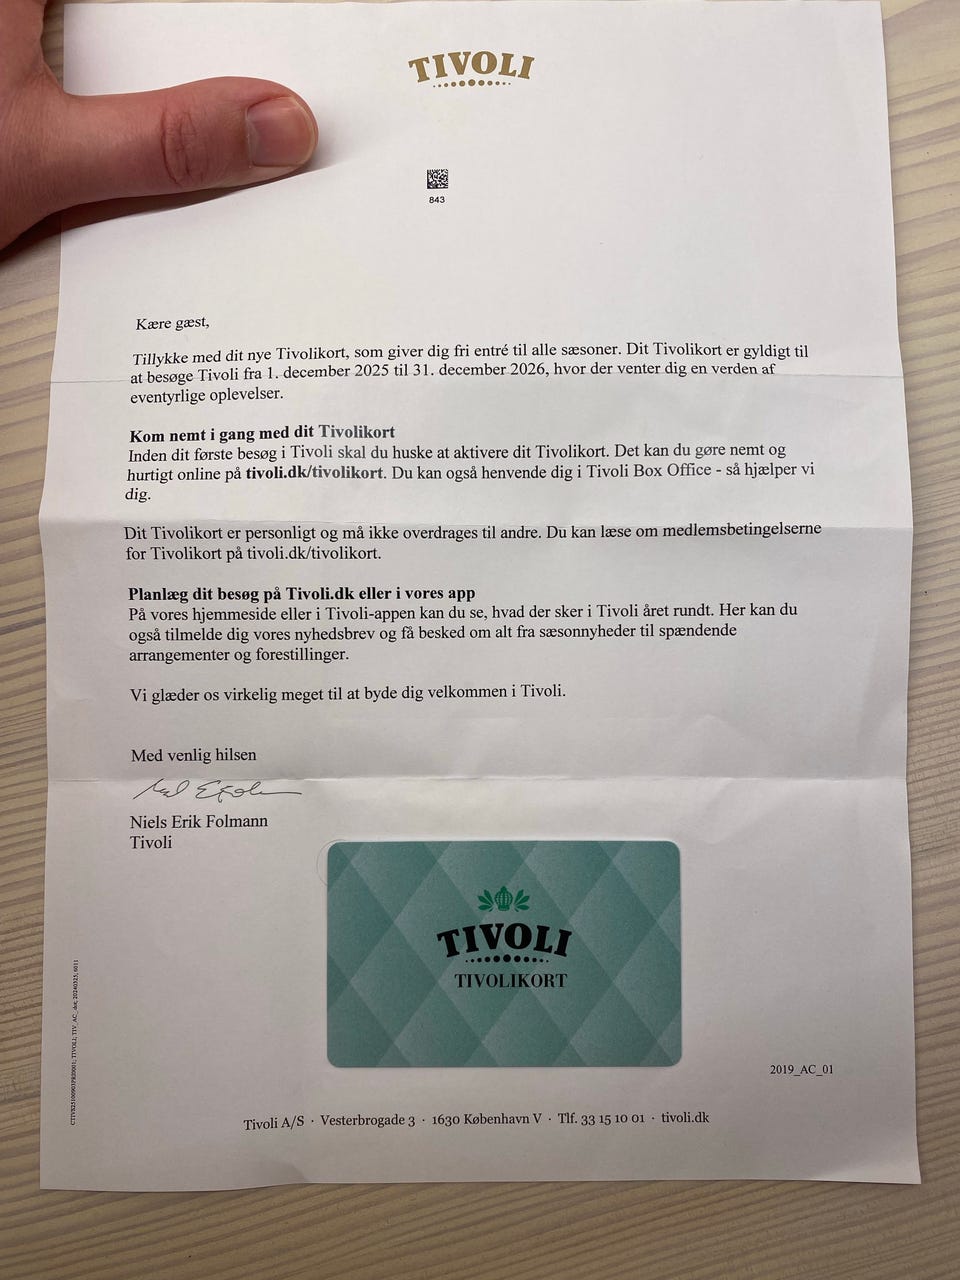 TIVOLI
843
Kære gæst,
Tillykke med dit nye Tivolikort, som giver dig fri entré til alle sæsoner. Dit Tivolikort er gyldigt til
at besøge Tivoli fra 1. december 2025 til 31. december 2026, hvor der venter dig en verden af
eventyrlige oplevelser.
Kom nemt i gang med dit Tivolikort
Inden dit første besøg i Tivoli skal du huske at aktivere dit Tivolikort. Det kan du gøre nemt og
hurtigt online på tivoli.dk/tivolikort. Du kan også henvende dig i Tivoli Box Office - så hjælper vi
dig.
Dit Tivolikort er personligt og må ikke overdrages til andre. Du kan læse om medlemsbetingelserne
for Tivolikort på tivoli.dk/tivolikort.
Planlæg dit besøg på Tivoli.dk eller i vores app
På vores hjemmeside eller i Tivoli-appen kan du se, hvad der sker i Tivoli året rundt. Her kan du
også tilmelde dig vores nyhedsbrev og få besked om alt fra sæsonnyheder til spændende
arrangementer og forestillinger.
Vi glæder os virkelig meget til at byde dig velkommen i Tivoli.
Med venlig hilsen
Niels Erik Folmann
Tivoli
TIVOLI
TIVOLIKORT
2019_AC_01
Tivoli A/S · Vesterbrogade 3 · 1630 København V · Tlf. 33 15 10 01 · tivoli.dk